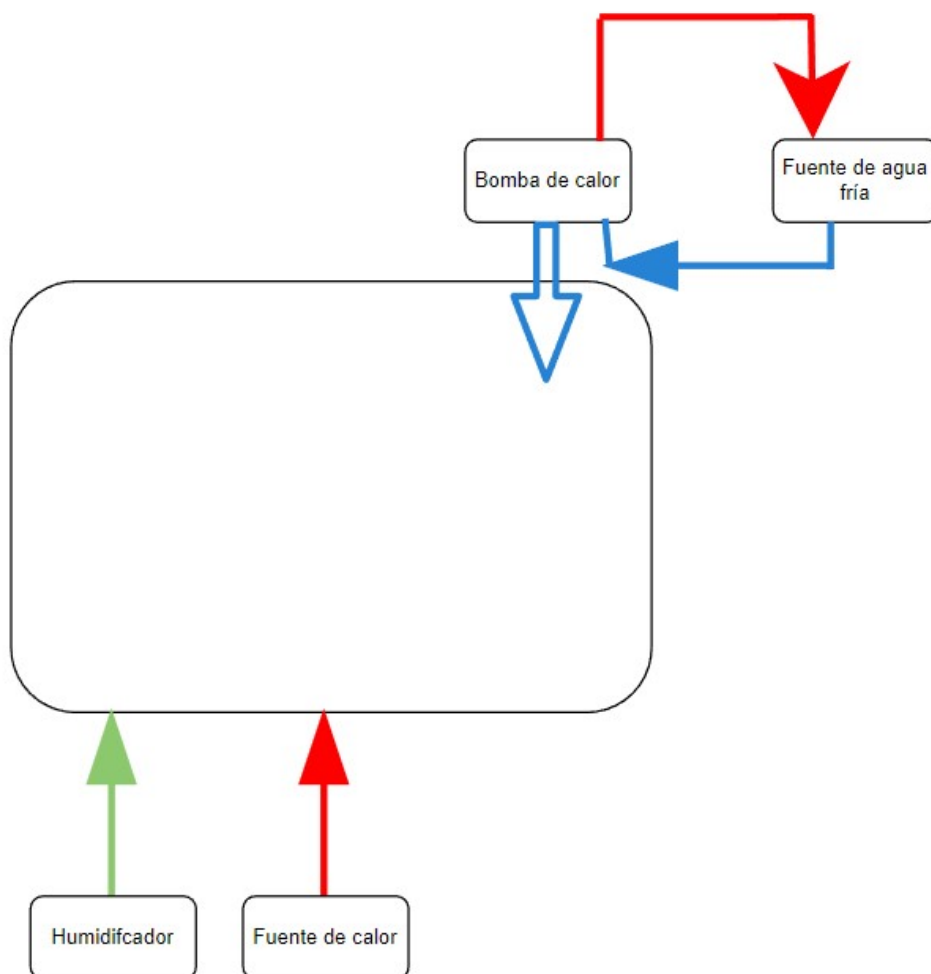 Bomba de calor
Fuente de agua
fría
Humidifcador
Fuente de calor